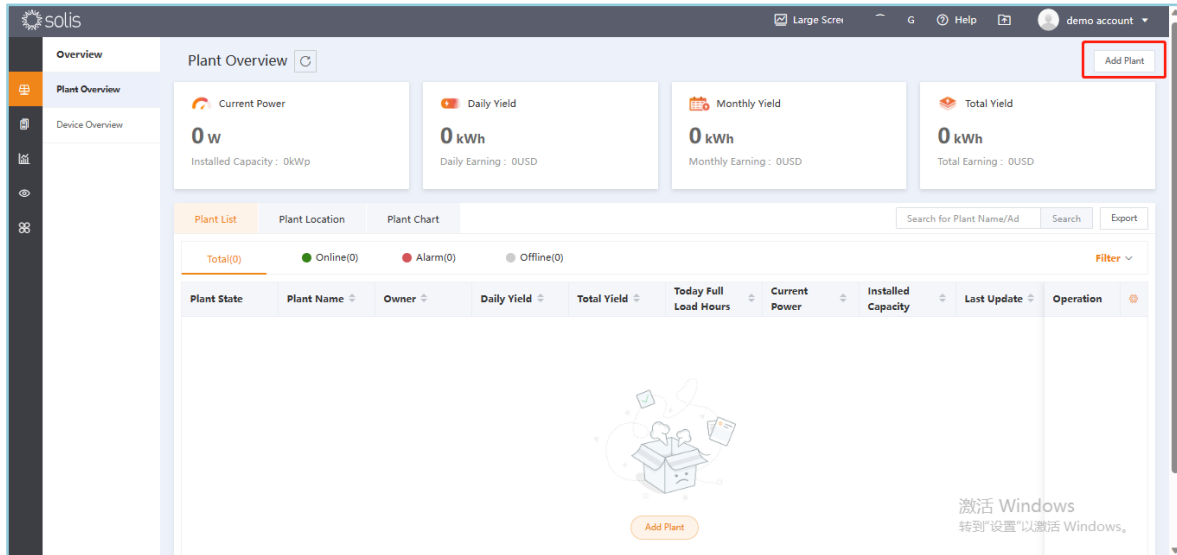 solis
Large Scree
G
Help
demo account
Overview
Plant Overview
Device Overview
Plant Overview
Add Plant
Current Power
0 W
Installed Capacity : 0kWp
Daily Yield
0 kWh
Daily Earning : 0USD
Monthly Yield
0 kWh
Monthly Earning : 0USD
Total Yield
0 kWh
Total Earning : 0USD
Plant List Plant Location Plant Chart
Search for Plant Name/Ad Search Export
Total(0) Online(0) Alarm(0) Offline(0) Filter
Plant State Plant Name Owner Daily Yield Total Yield Today Full Load Hours Current Power Installed Capacity Last Update Operation
Add Plant
激活 Windows
转到"设置"以激活 Windows。